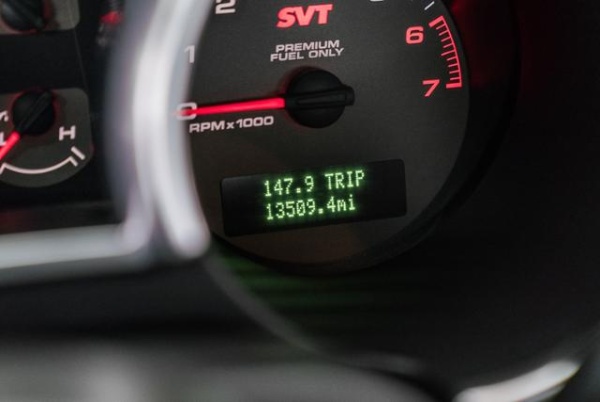 2
SVT
6
1
PREMIUM
FUEL ONLY
7
0
RPMx1000
H
147.9 TRIP
13509.4mi